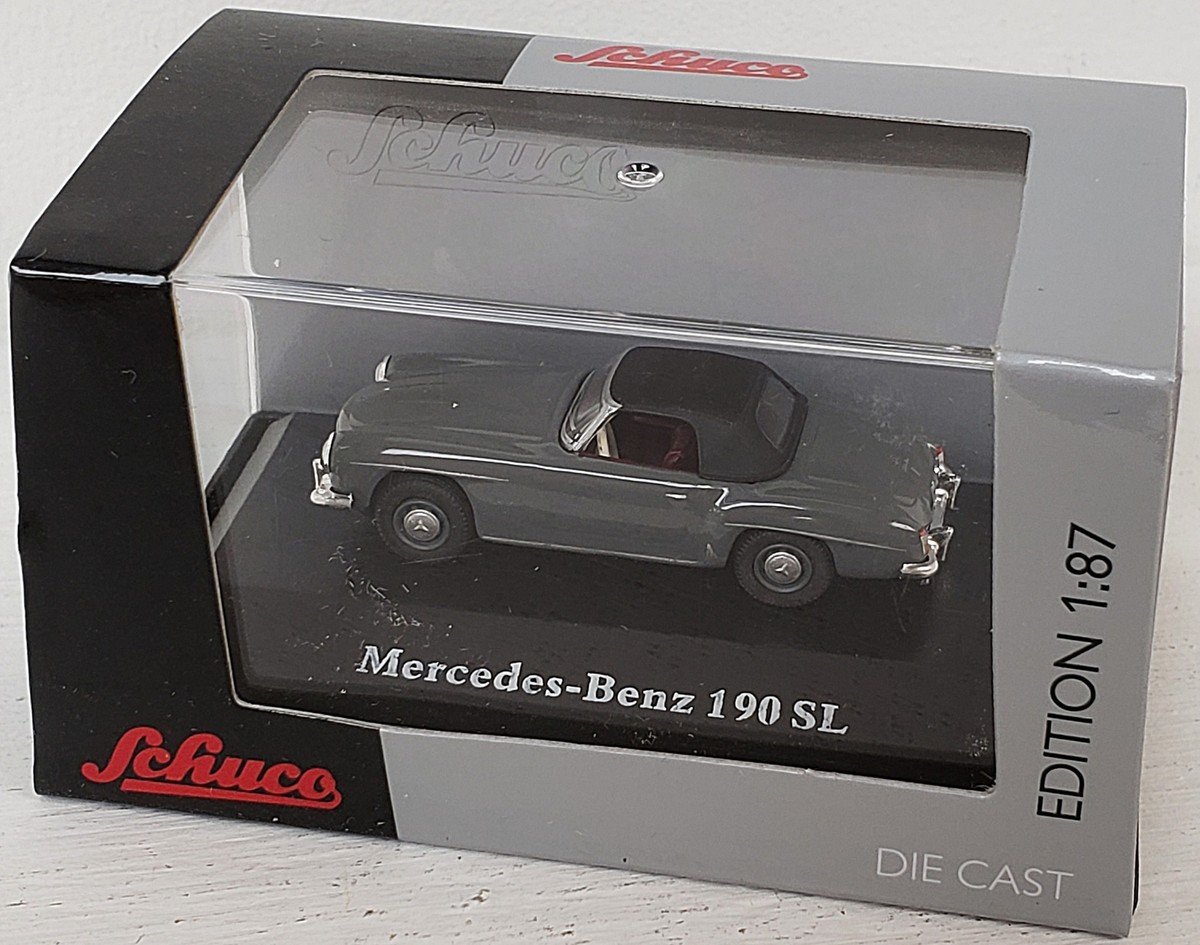 Schuco
Schuco
Mercedes-Benz 190 SL
EDITION 1:87
Schuco
DIE CAST